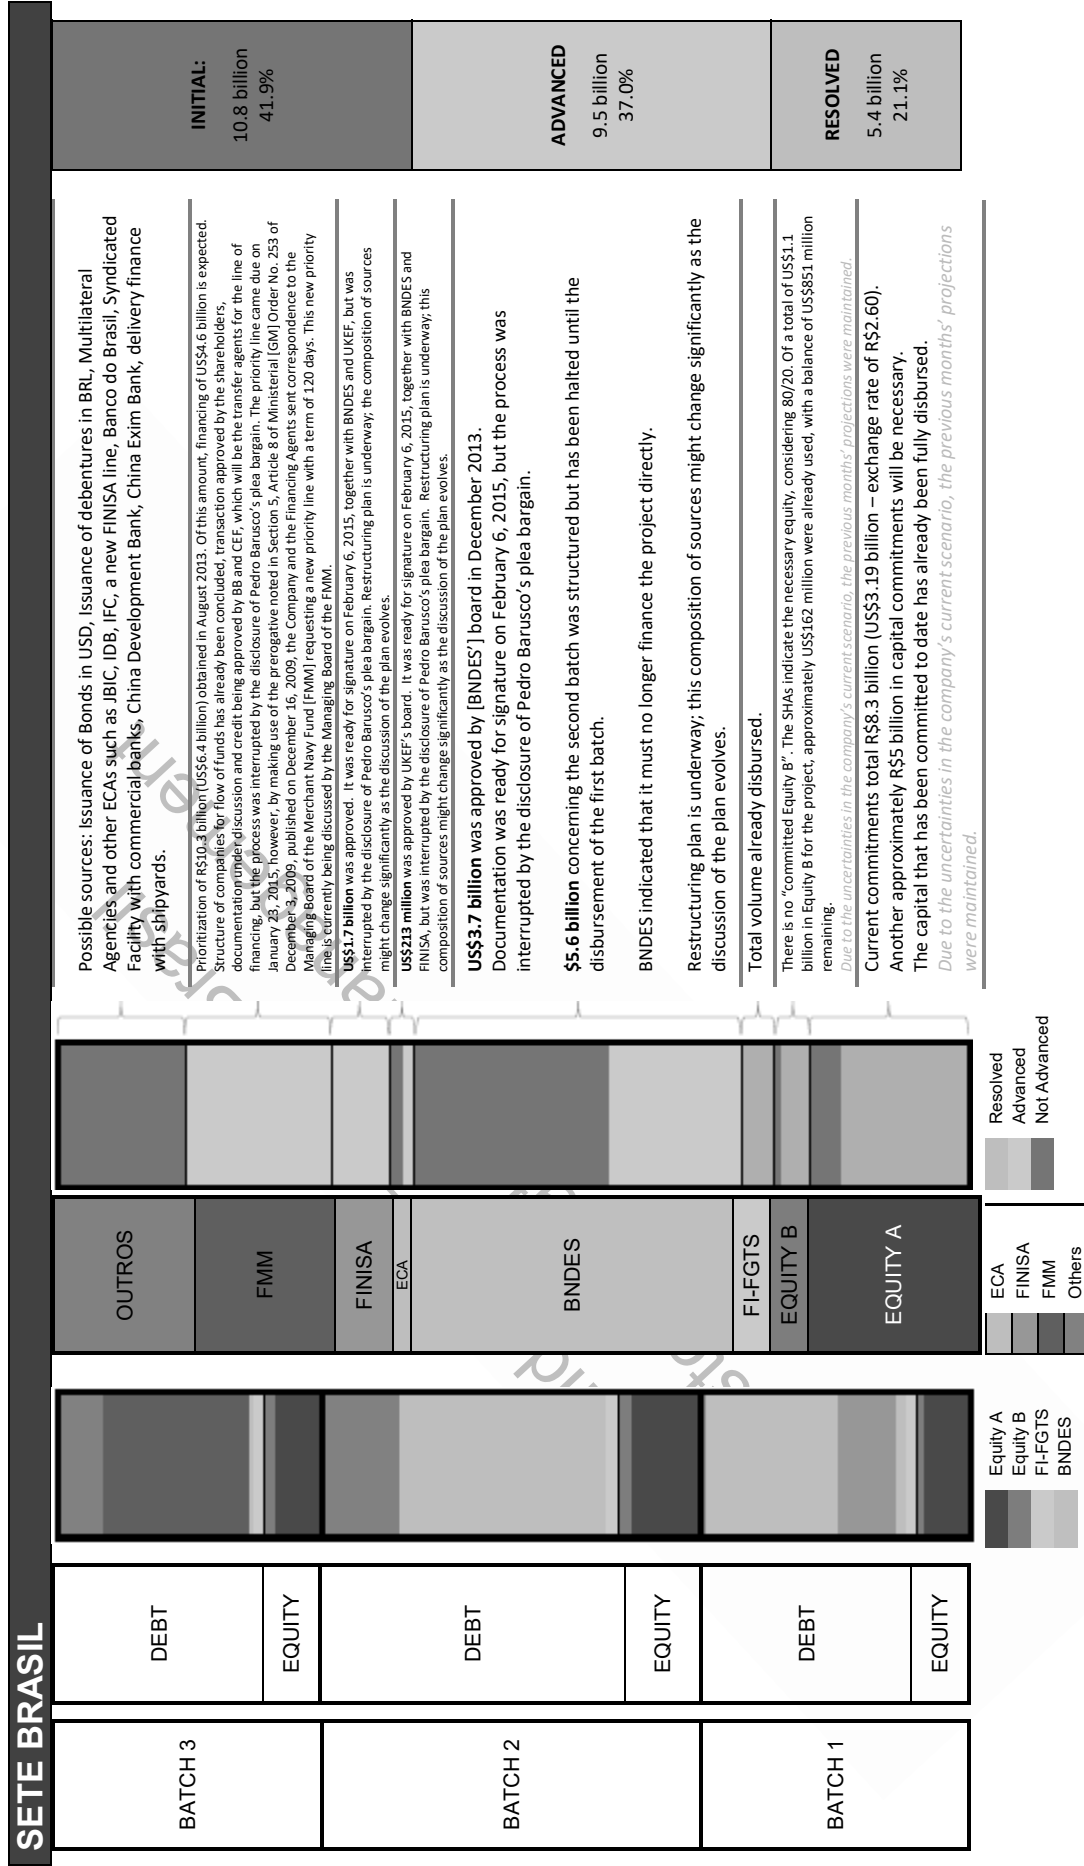 SETE BRASIL
BATCH 3
BATCH 2
BATCH 1
DEBT
EQUITY
DEBT
EQUITY
DEBT
EQUITY
OUTROS
FMM
FINISA
ECA
BNDES
FI-FGTS
EQUITY B
EQUITY A
Possible sources: Issuance of Bonds in USD, Issuance of debentures in BRL, Multilateral
Agencies and other ECAs such as JBIC, IDB, IFC, a new FINISA line, Banco do Brasil, Syndicated
Facility with commercial banks, China Development Bank, China Exim Bank, delivery finance
with shipyards.
Prioritization of R$10.3 billion (US$6.4 billion) obtained in August 2013. Of this amount, financing of US$4.6 billion is expected.
Structure of companies for flow of funds has already been concluded, transaction approved by the shareholders,
documentation under discussion and credit being approved by BB and CEF, which will be the transfer agents for the line of
financing, but the process was interrupted by the disclosure of Pedro Barusco's plea bargain. The priority line came due on
January 23, 2015, however, by making use of the prerogative noted in Section 5, Article 8 of Ministerial [GM] Order No. 253 of
December 3, 2009, published on December 16, 2009, the Company and the Financing Agents sent correspondence to the
Managing Board of the Merchant Navy Fund [FMM] requesting a new priority line with a term of 120 days. This new priority
line is currently being discussed by the Managing Board of the FMM.
US$1.7 billion was approved. It was ready for signature on February 6, 2015, together with BNDES and UKEF, but was
interrupted by the disclosure of Pedro Barusco's plea bargain. Restructuring plan is underway; the composition of sources
might change significantly as the discussion of the plan evolves.
US$213 million was approved by UKEF's board. It was ready for signature on February 6, 2015, together with BNDES and
FINISA, but was interrupted by the disclosure of Pedro Barusco's plea bargain. Restructuring plan is underway; this
composition of sources might change significantly as the discussion of the plan evolves.
US$3.7 billion was approved by [BNDES'] board in December 2013.
Documentation was ready for signature on February 6, 2015, but the process was
interrupted by the disclosure of Pedro Barusco's plea bargain.
$5.6 billion concerning the second batch was structured but has been halted until the
disbursement of the first batch.
BNDES indicated that it must no longer finance the project directly.
Restructuring plan is underway; this composition of sources might change significantly as the
discussion of the plan evolves.
Total volume already disbursed.
There is no "committed Equity B". The SHAs indicate the necessary equity, considering 80/20. Of a total of US$1.1
billion in Equity B for the project, approximately US$162 million were already used, with a balance of US$851 million
remaining.
Due to the uncertainties in the company's current scenario, the previous months' projections were maintained.
Current commitments total R$8.3 billion (US$3.19 billion – exchange rate of R$2.60).
Another approximately R$5 billion in capital commitments will be necessary.
The capital that has been committed to date has already been fully disbursed.
Due to the uncertainties in the company's current scenario, the previous months' projections
were maintained.
INITIAL:
10.8 billion
41.9%
ADVANCED
9.5 billion
37.0%
RESOLVED
5.4 billion
21.1%
Equity A
Equity B
FI-FGTS
BNDES
ECA
FINISA
FMM
Others
Resolved
Advanced
Not Advanced